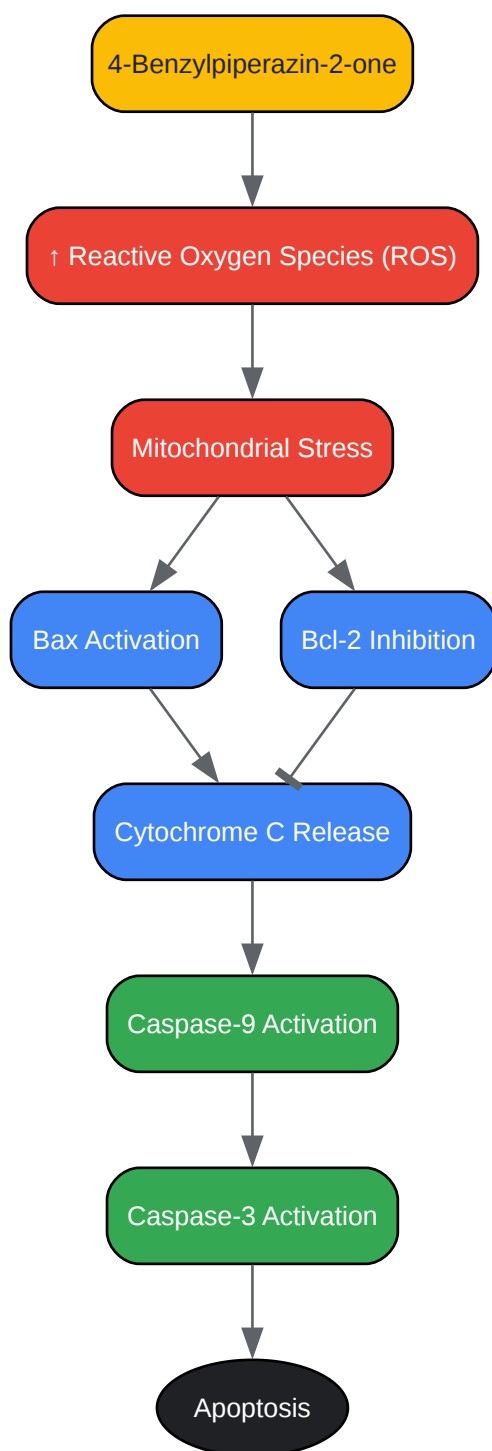 4-Benzylpiperazin-2-one
↑ Reactive Oxygen Species (ROS)
Mitochondrial Stress
Bax Activation
Bcl-2 Inhibition
Cytochrome C Release
Caspase-9 Activation
Caspase-3 Activation
Apoptosis